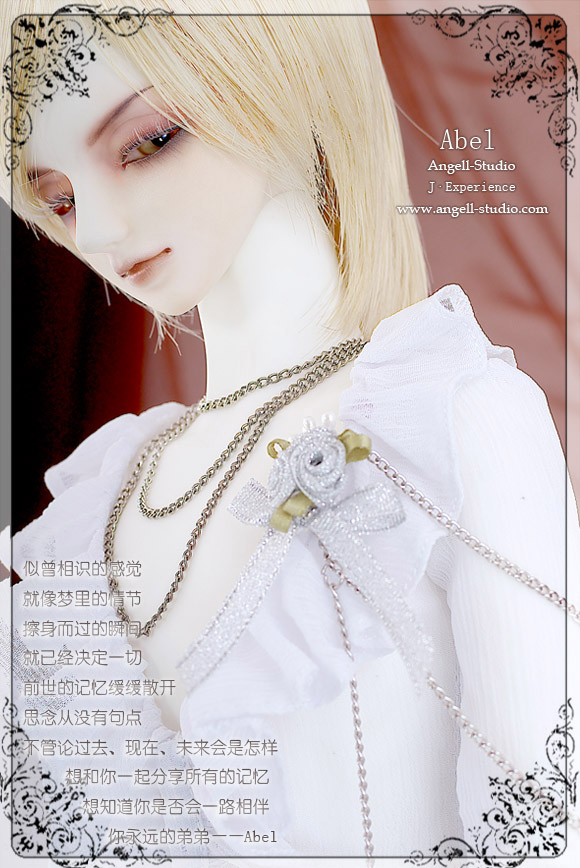 Abel
Angell-Studio
J·Experience
www.angell-studio.com
似曾相识的感觉
就像梦里的情节
擦身而过的瞬间
就已经决定一切
前世的记忆缓缓散开
思念从没有句点
不管论过去、现在、未来会是怎样
想和你一起分享所有的记忆
想知道你是否会一路相伴
你永远的弟弟——Abel